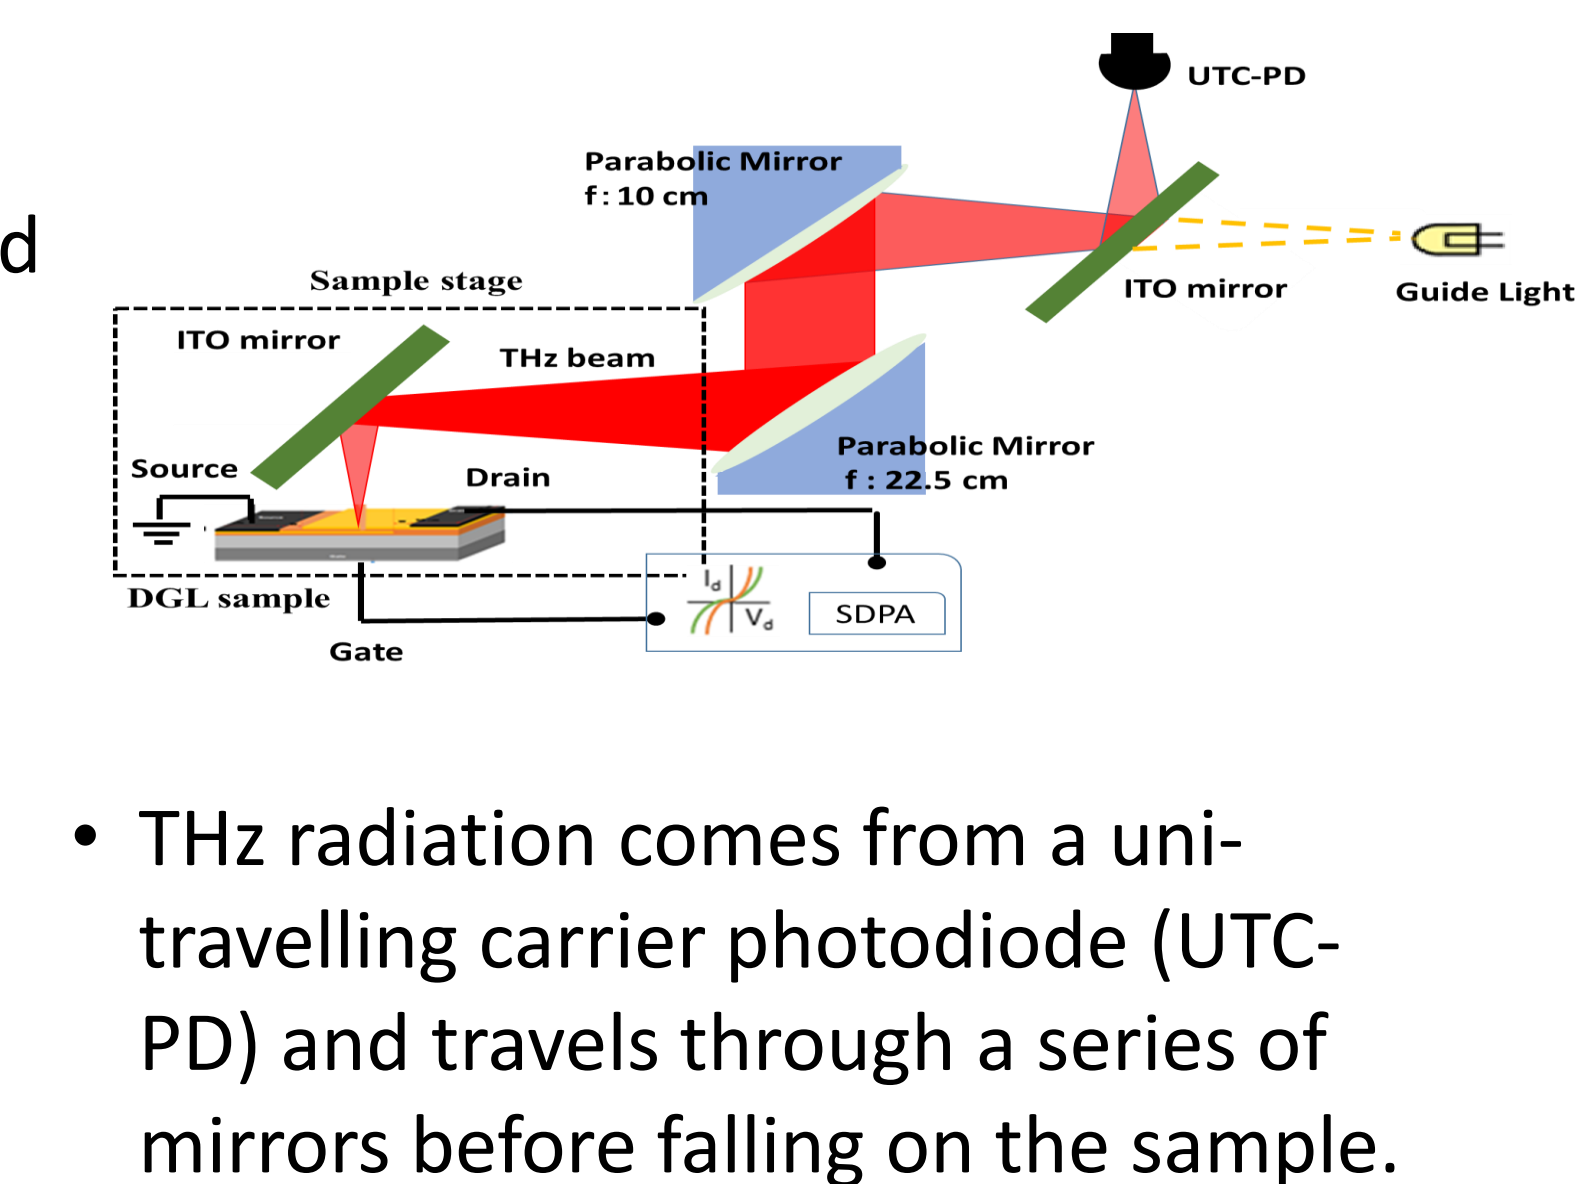 UTC-PD
Parabolic Mirror
f: 10 cm
d
ITO mirror
Guide Light
Sample stage
ITO mirror
THz beam
Parabolic Mirror
f : 22.5 cm
Source
Drain
DGL sample
Gate
Id
Vd
SDPA
• THz radiation comes from a uni-
travelling carrier photodiode (UTC-
PD) and travels through a series of
mirrors before falling on the sample.